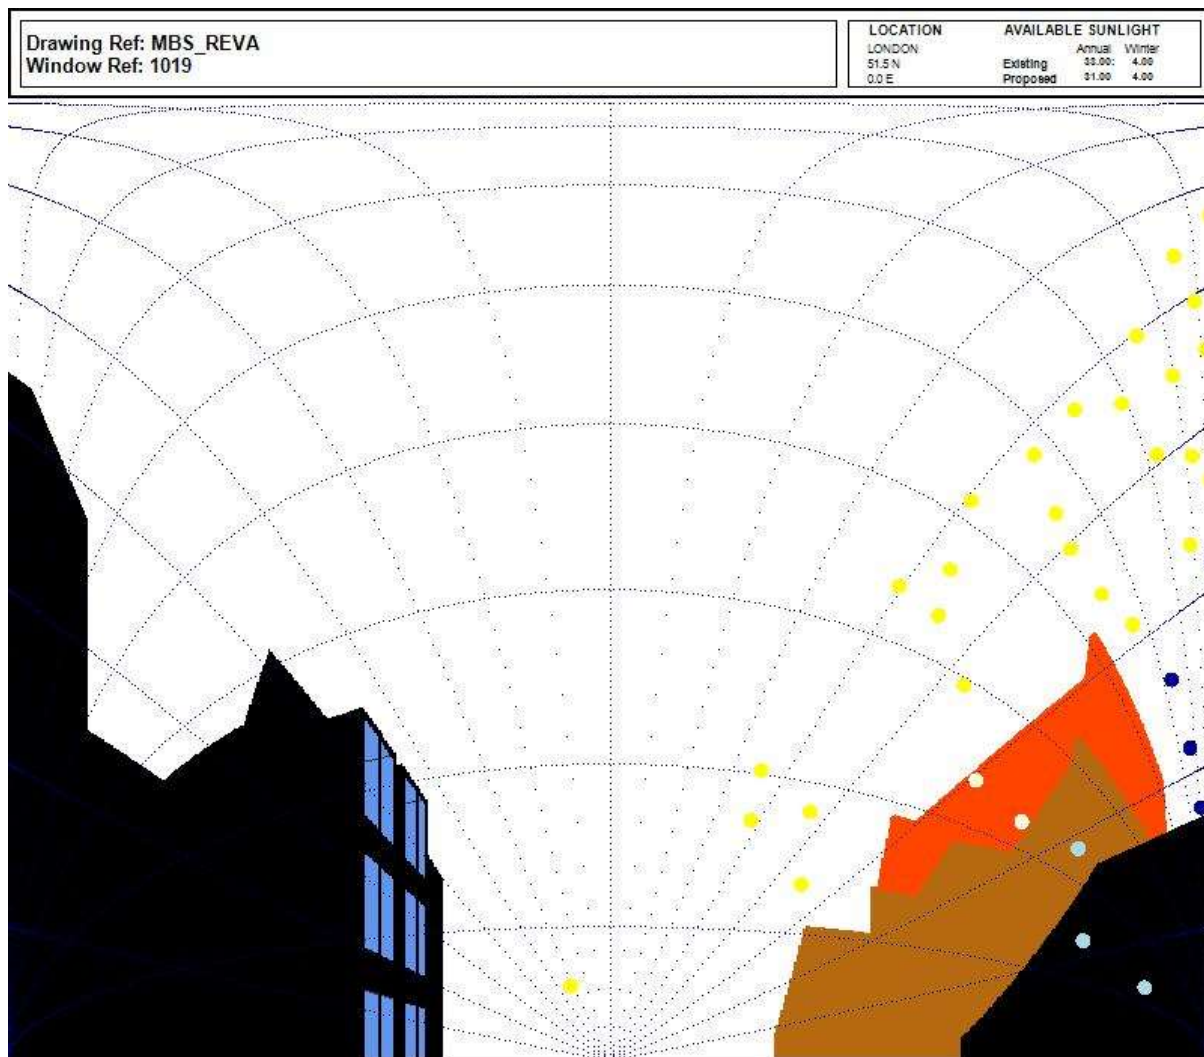 Drawing Ref: MBS_REVA
Window Ref: 1019
LOCATION
LONDON
51.5 N
0.0 E
AVAILABLE SUNLIGHT
Annual Winter
Existing 33.00: 4.00
Proposed 31.00 4.00